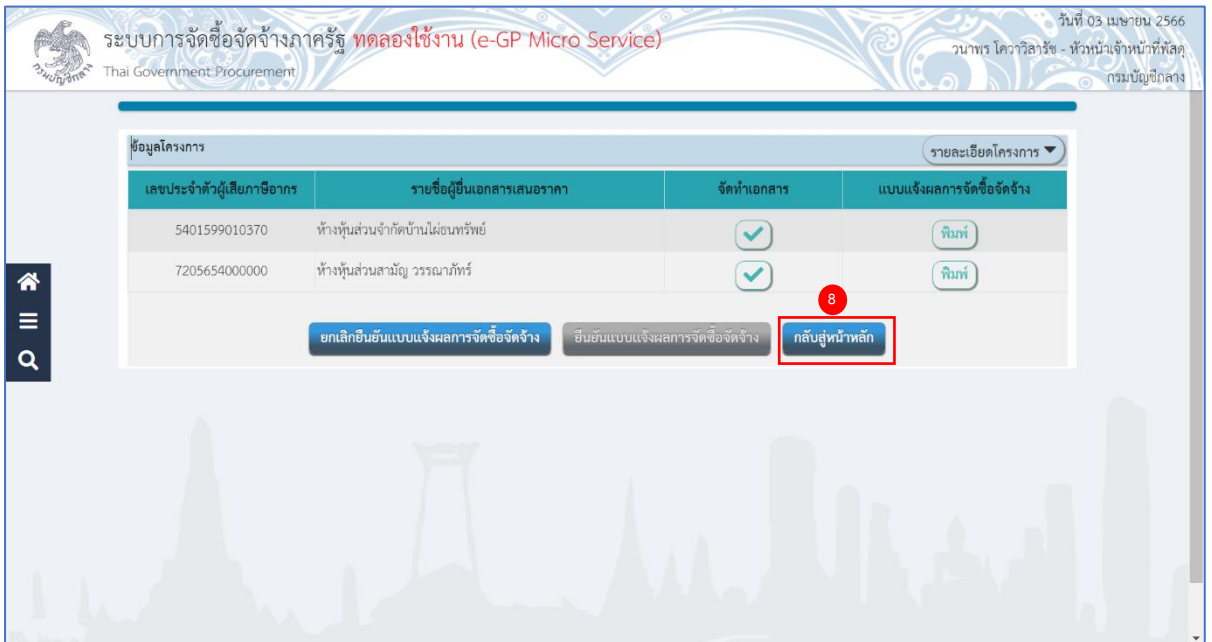 วันที่ 03 เมษายน 2566
ระบบการจัดซื้อจัดจ้างภาครัฐ ทดลองใช้งาน (e-GP Micro Service)
วนาพร โควาวิสารัช - หัวหน้าเจ้าหน้าที่พัสดุ
Thai Government Procurement
กรมบัญชีกลาง
กรมบัญชีกลาง
ข้อมูลโครงการ รายละเอียดโครงการ
เลขประจำตัวผู้เสียภาษีอากร รายชื่อผู้ยื่นเอกสารเสนอราคา จัดทำเอกสาร แบบแจ้งผลการจัดซื้อจัดจ้าง
5401599010370 ห้างหุ้นส่วนจำกัดบ้านไผ่ธนทรัพย์ พิมพ์
7205654000000 ห้างหุ้นส่วนสามัญ วรรณาภัทร์ พิมพ์
8
ยกเลิกยืนยันแบบแจ้งผลการจัดซื้อจัดจ้าง ยืนยันแบบแจ้งผลการจัดซื้อจัดจ้าง กลับสู่หน้าหลัก